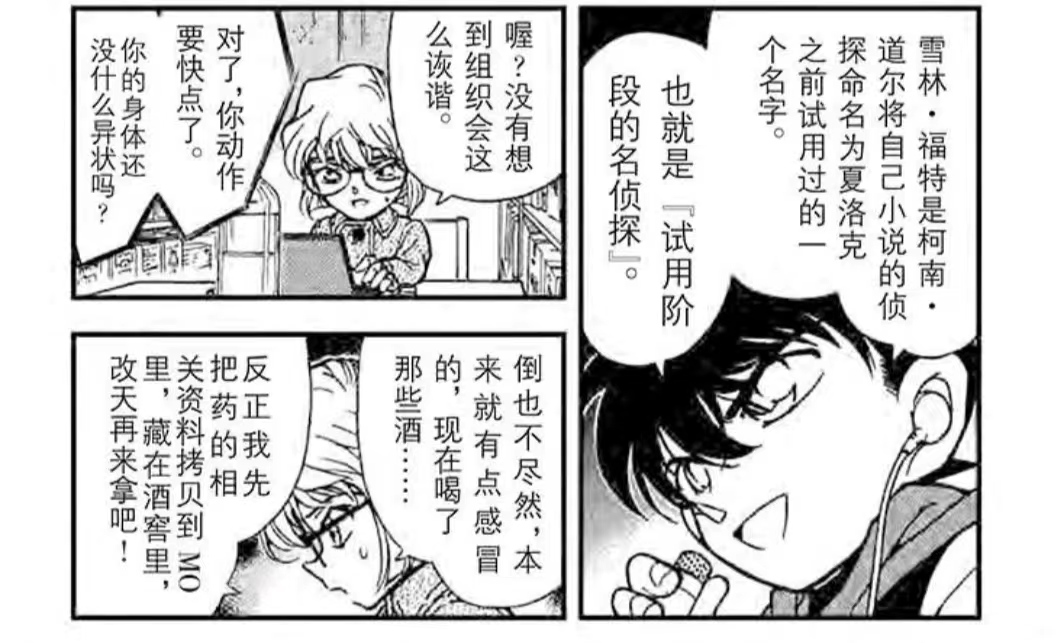 雪林·福特是柯南·
道尔将自己小说的侦
探命名为夏洛克
之前试用过的一
个名字。
也就是『试用阶
段的名侦探』。
喔？没有想
到组织会这
么诙谐。
对了，你动作
要快点了。
你的身体还
没什么异状吗？
倒也不尽然，本
来就有点感冒
的，现在喝了
那些酒……
反正我先
把药的相
关资料拷贝到 MO
里，藏在酒窖里，
改天再来拿吧！